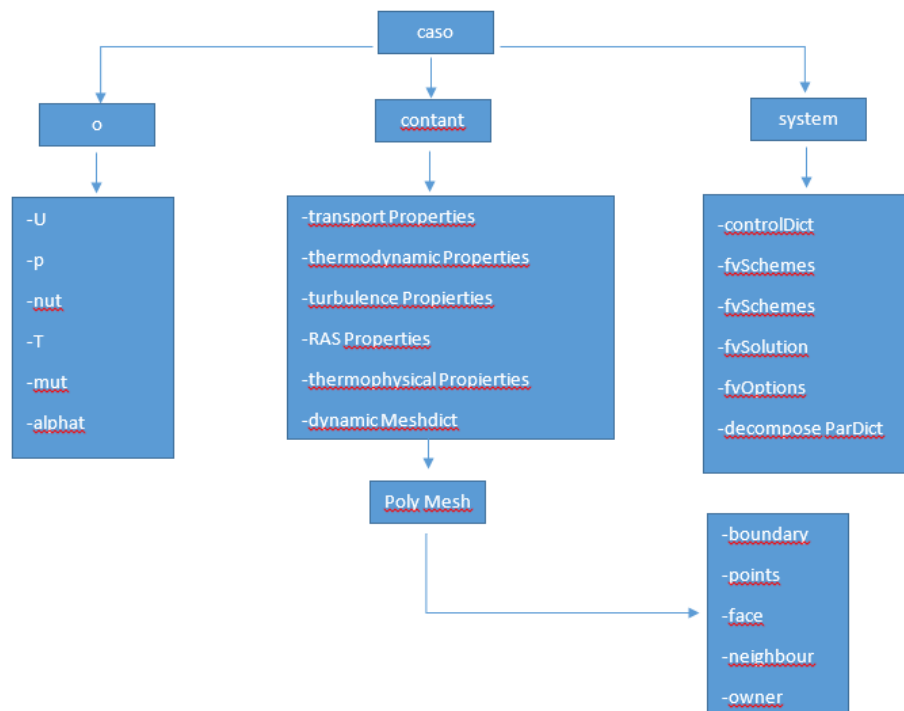 caso
o
contant
system
-U
-p
-nut
-T
-mut
-alphat
-transport Properties
-thermodynamic Properties
-turbulence Propierties
-RAS Properties
-thermophysical Propierties
-dynamic Meshdict
-controlDict
-fvSchemes
-fvSchemes
-fvSolution
-fvOptions
-decompose ParDict
Poly Mesh
-boundary
-points
-face
-neighbour
-owner